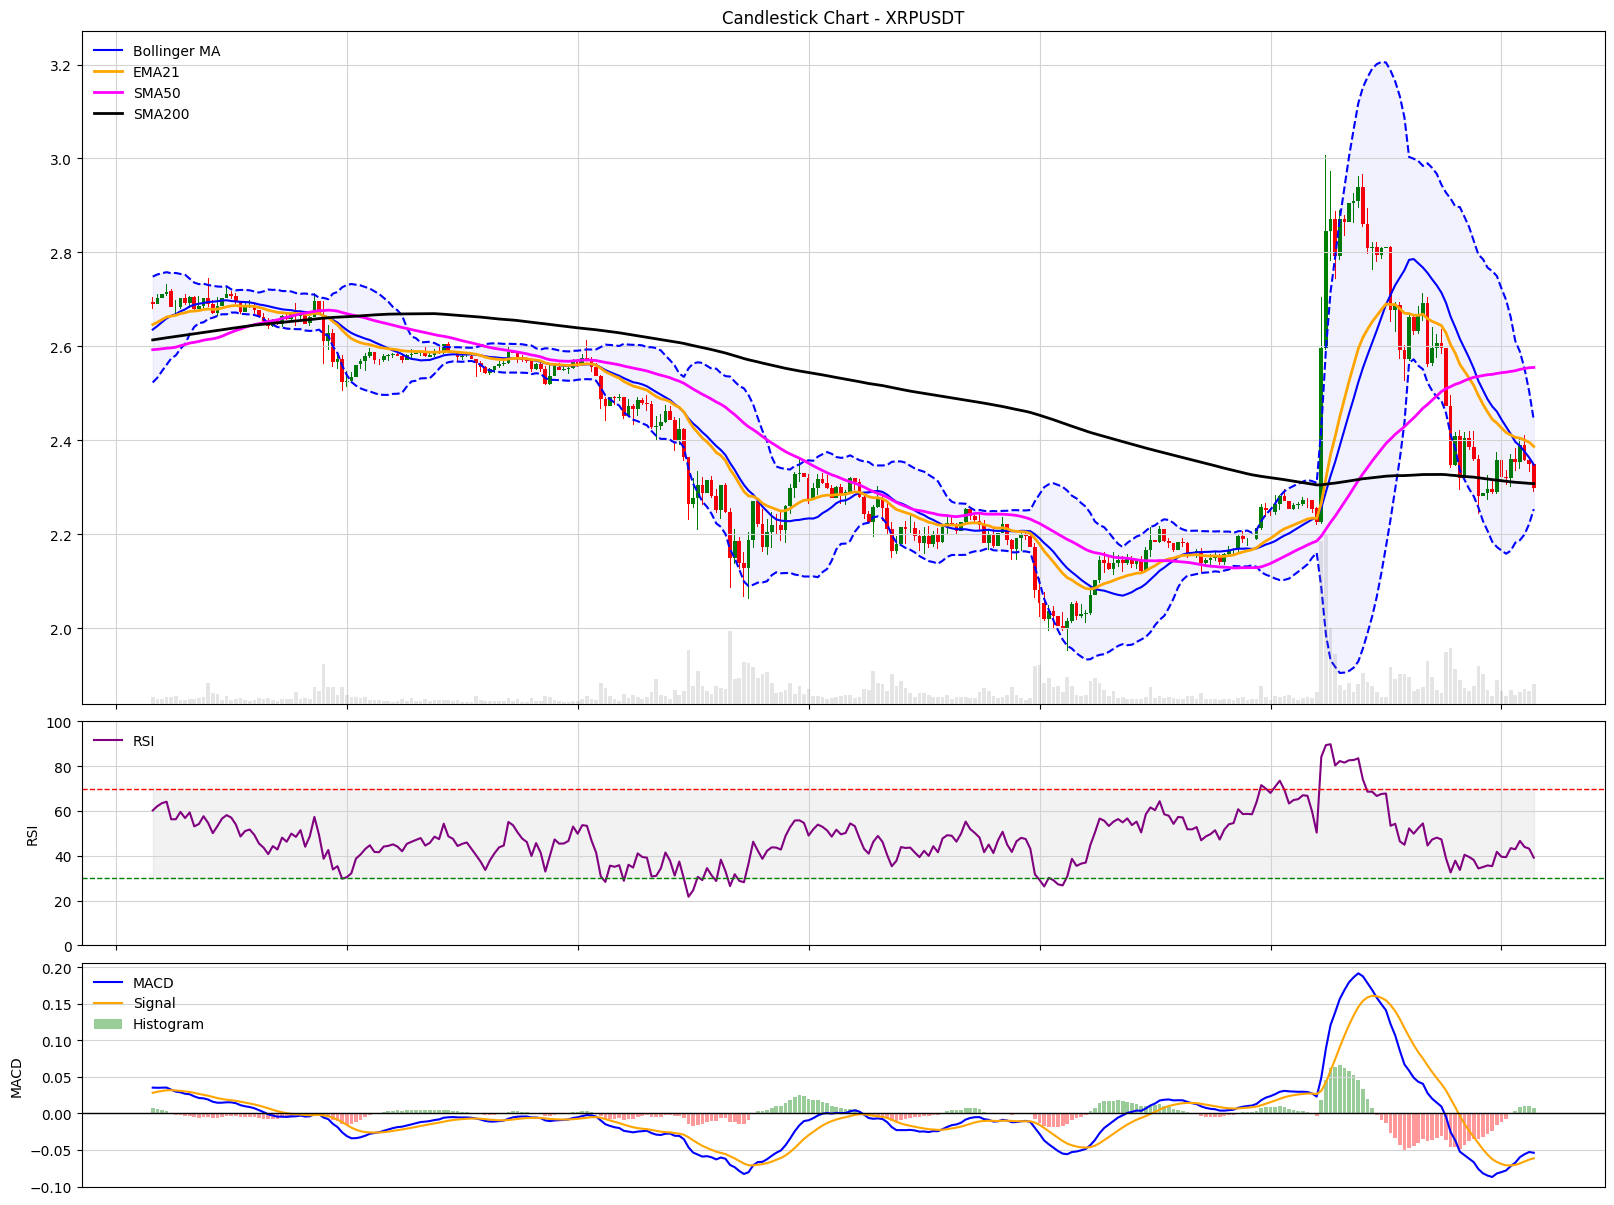 Candlestick Chart - XRPUSDT
Bollinger MA
EMA21
SMA50
SMA200
3.2
3.0
2.8
2.6
2.4
2.2
2.0
RSI
100
80
60
40
20
0
RSI
MACD
Signal
Histogram
0.20
0.15
0.10
0.05
0.00
−0.05
−0.10
MACD